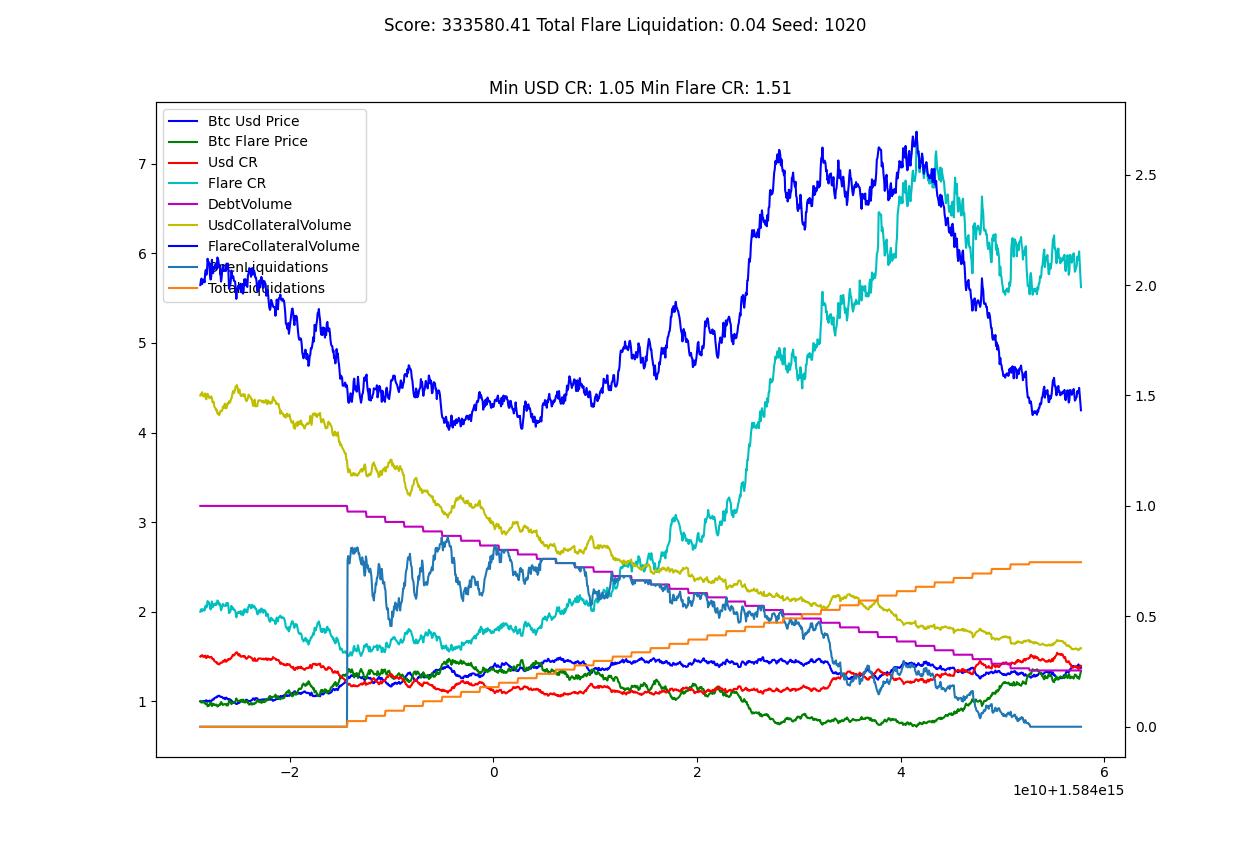 Score: 333580.41 Total Flare Liquidation: 0.04 Seed: 1020
Min USD CR: 1.05 Min Flare CR: 1.51
Btc Usd Price
Btc Flare Price
Usd CR
Flare CR
DebtVolume
UsdCollateralVolume
FlareCollateralVolume
OpenLiquidations
TotalLiquidations
7
6
5
4
3
2
1
2.5
2.0
1.5
1.0
0.5
0.0
−2
0
2
4
6
1e10+1.584e15